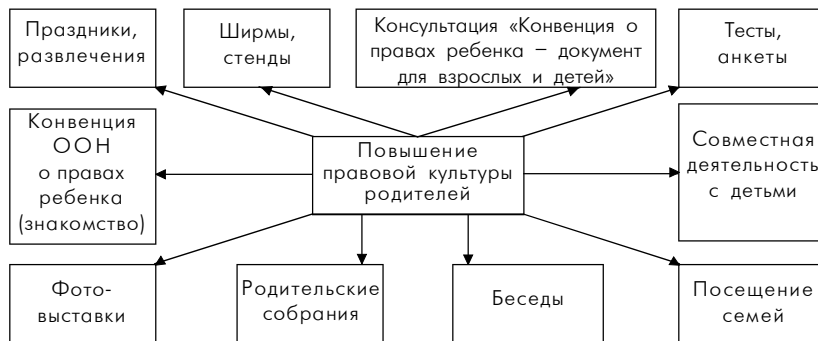 Праздники,
развлечения
Ширмы,
стенды
Консультация «Конвенция о
правах ребенка – документ
для взрослых и детей»
Тесты,
анкеты
Конвенция
ООН
о правах
ребенка
(знакомство)
Повышение
правовой культуры
родителей
Совместная
деятельность
с детьми
Фото-
выставки
Родительские
собрания
Беседы
Посещение
семей